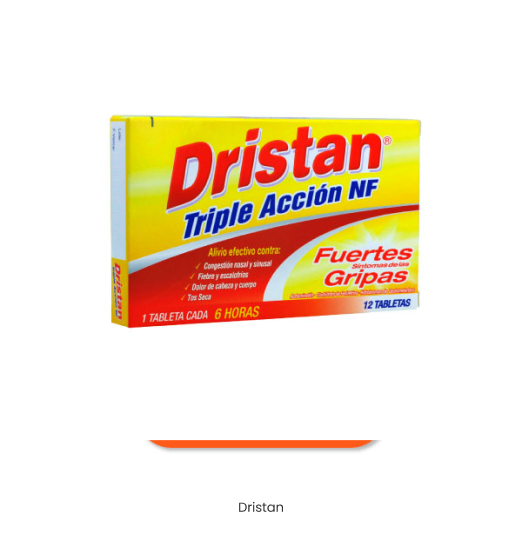 Dristan®
Triple Acción NF
Alivio efectivo contra:
✓ Congestión nasal y sinusal
✓ Fiebre y escalofríos
✓ Dolor de cabeza y cuerpo
✓ Tos Seca
Fuertes
Síntomas de las
Gripas
1 TABLETA CADA 6 HORAS
12 TABLETAS
Dristan
Dristan